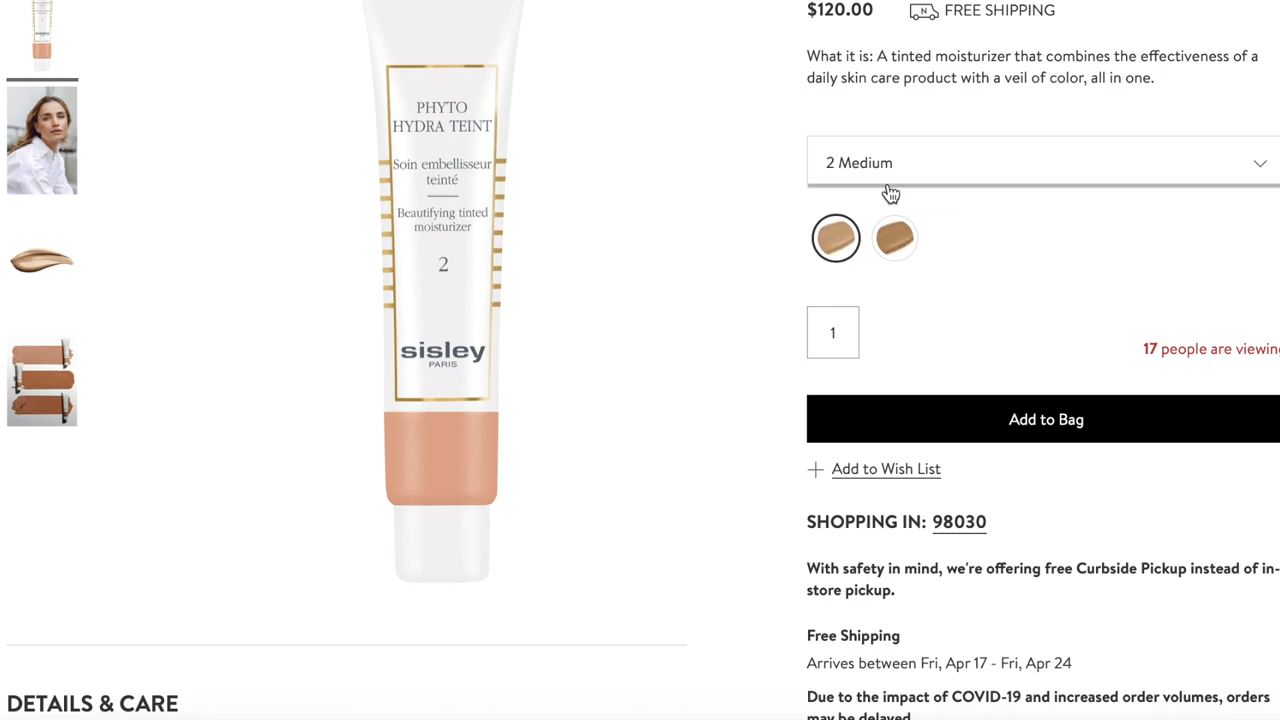 $120.00
N
FREE SHIPPING
What it is: A tinted moisturizer that combines the effectiveness of a
daily skin care product with a veil of color, all in one.
2 Medium
1
17 people are viewing
Add to Bag
Add to Wish List
SHOPPING IN: 98030
With safety in mind, we're offering free Curbside Pickup instead of in-
store pickup.
Free Shipping
Arrives between Fri, Apr 17 - Fri, Apr 24
Due to the impact of COVID-19 and increased order volumes, orders
may be delayed
PHYTO
HYDRA TEINT
Soin embellisseur
teinté
Beautifying tinted
moisturizer
2
sisley
PARIS
DETAILS & CARE